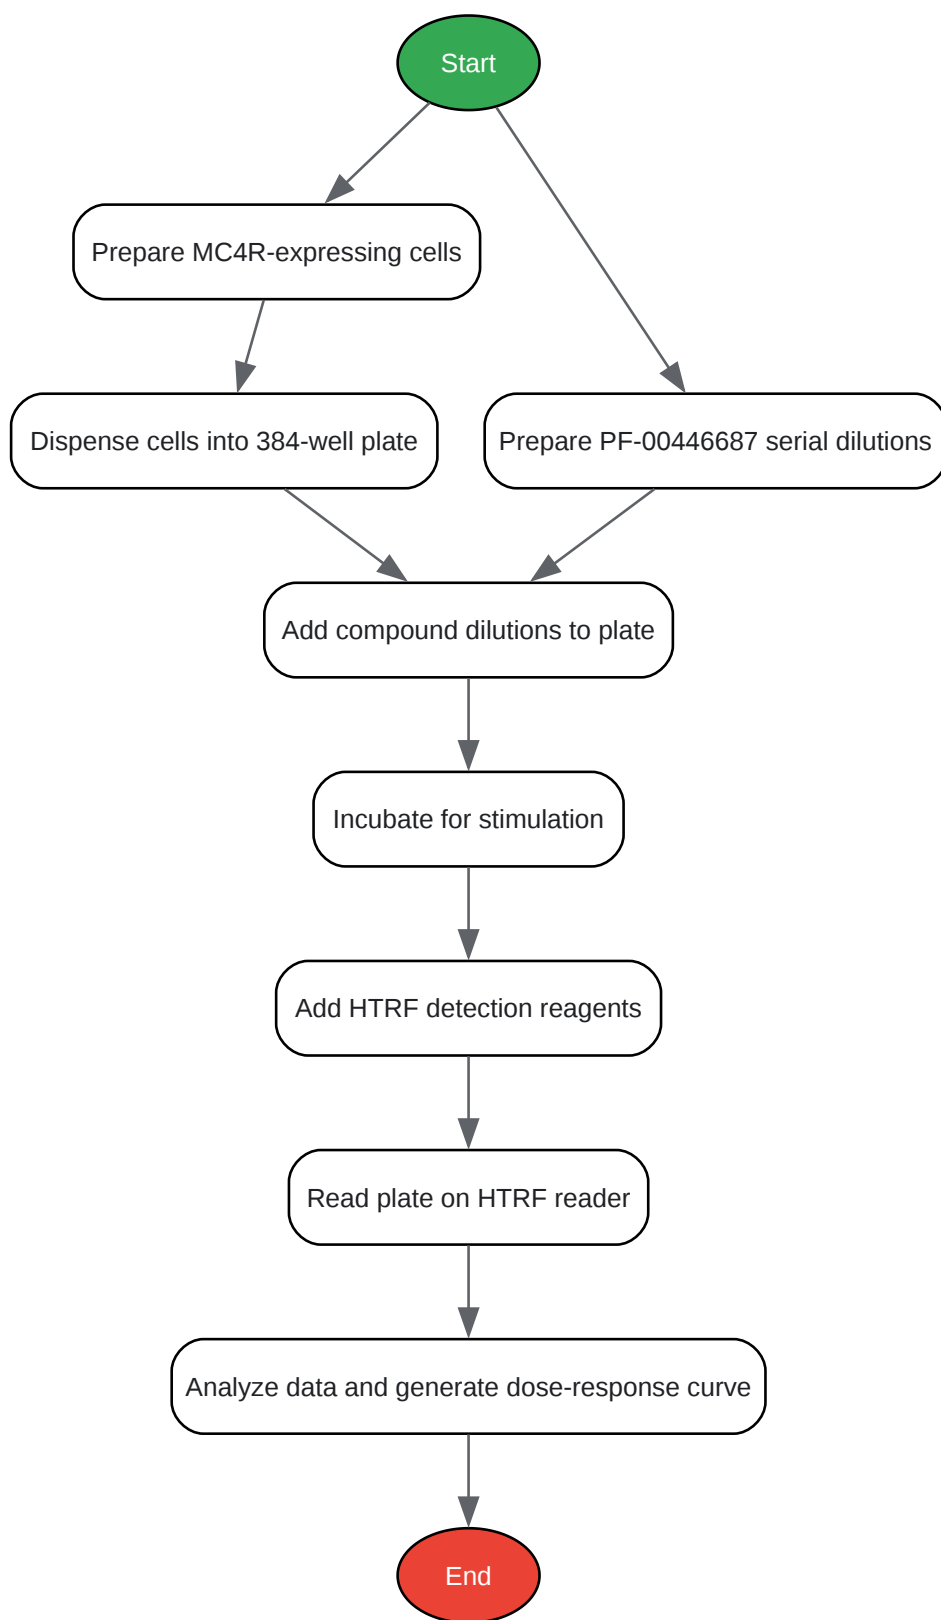 Start
Prepare MC4R-expressing cells
Dispense cells into 384-well plate
Prepare PF-00446687 serial dilutions
Add compound dilutions to plate
Incubate for stimulation
Add HTRF detection reagents
Read plate on HTRF reader
Analyze data and generate dose-response curve
End